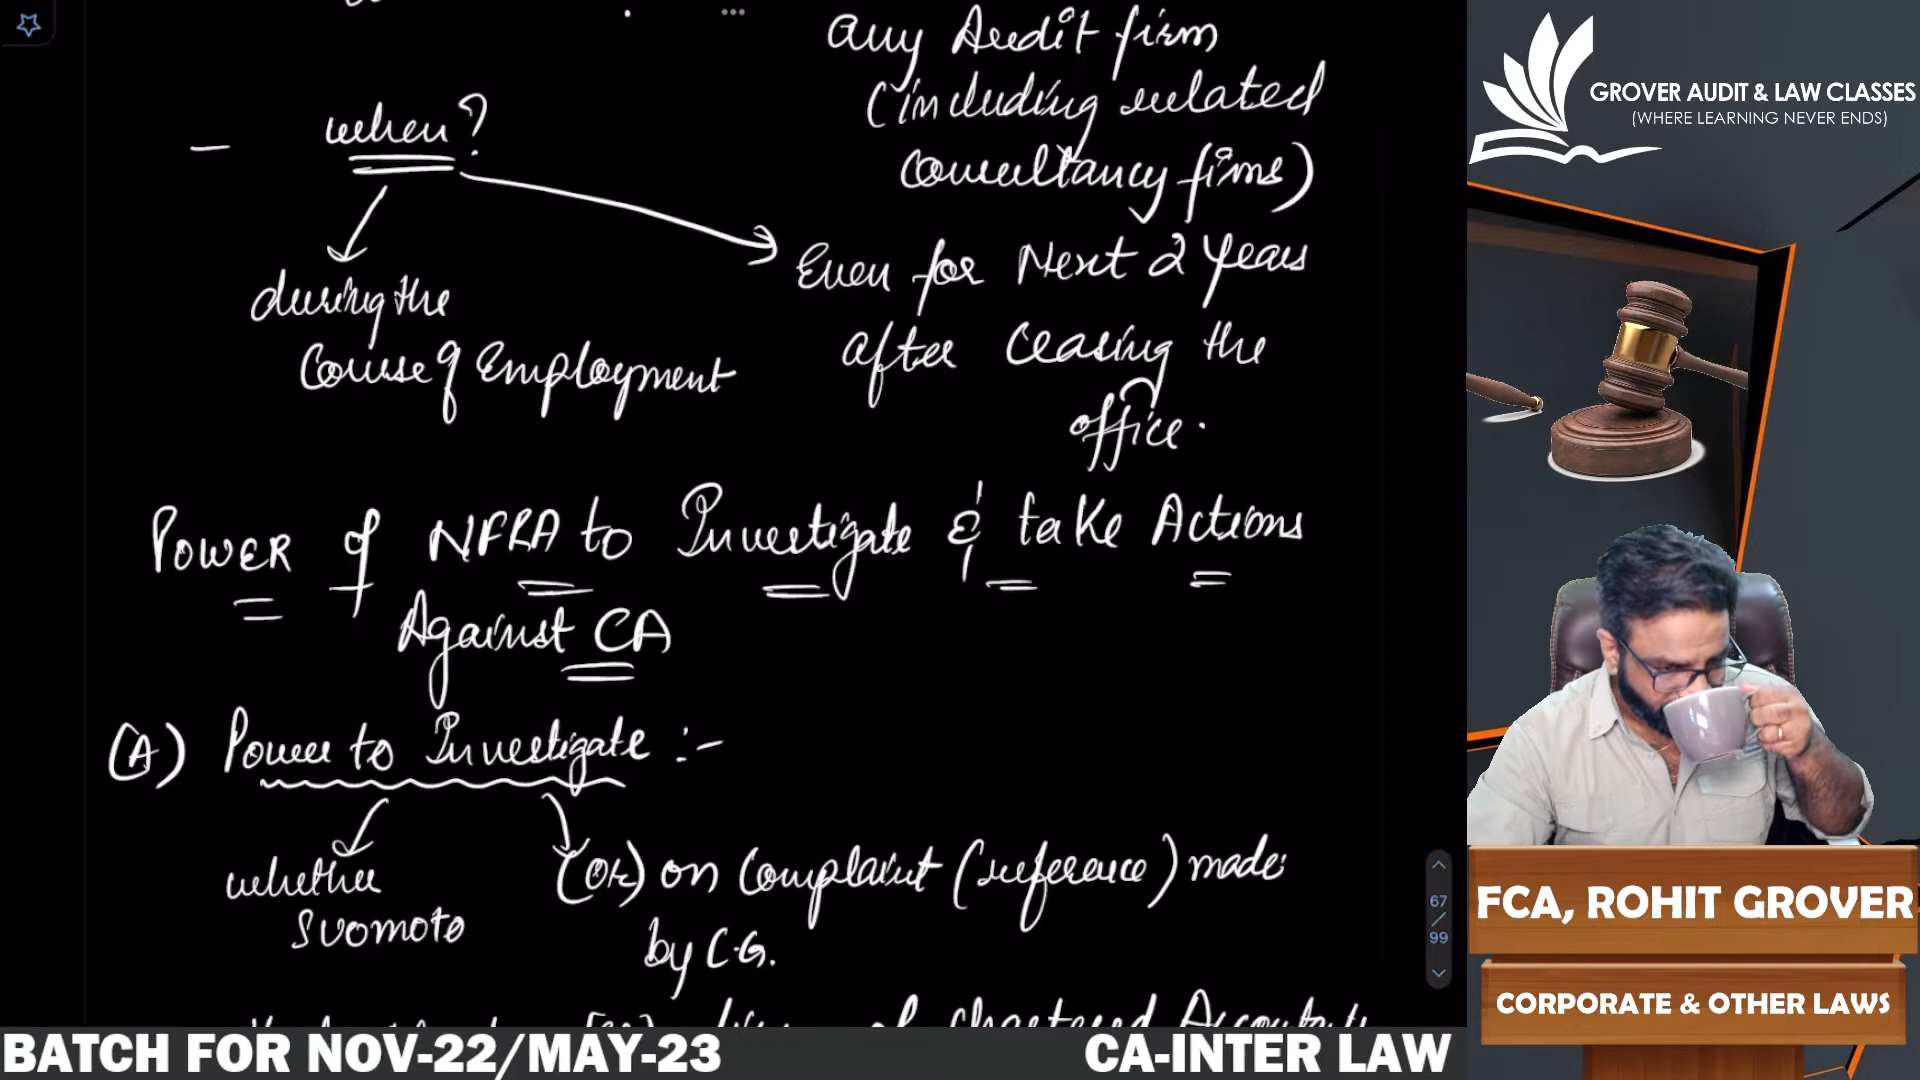 any Audit firm
(including related
Consultancy firms)
- when?
during the
Course of Employment
Even for Next 2 Years
after Ceasing the
office.
Power of NFRA to Investigate & take Actions
Against CA
(A) Power to Investigate :-
whether
Suomoto
(OR) on Complaint (reference) made
by C.G.
of chartered
67
/
99
GROVER AUDIT & LAW CLASSES
(WHERE LEARNING NEVER ENDS)
FCA, ROHIT GROVER
CORPORATE & OTHER LAWS
BATCH FOR NOV-22/MAY-23
CA-INTER LAW